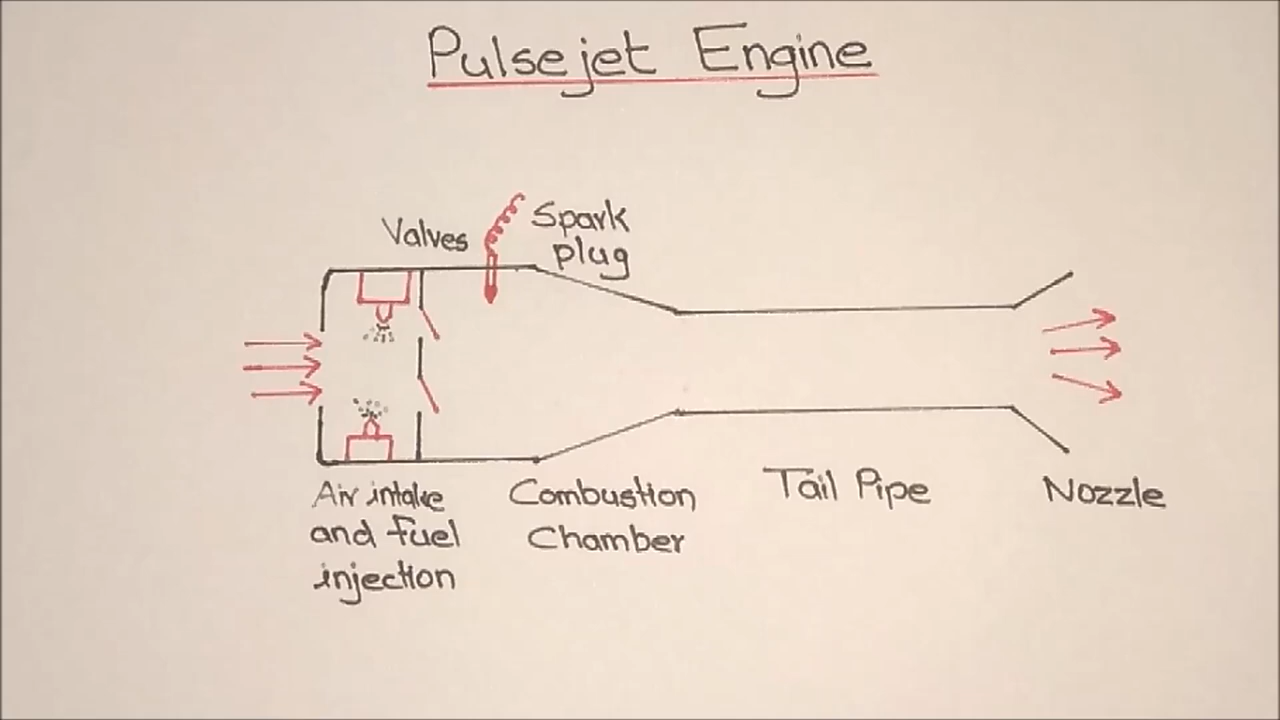 Pulsejet Engine
Valves
Spark
plug
Air intake
and fuel
injection
Combustion
Chamber
Tail Pipe
Nozzle